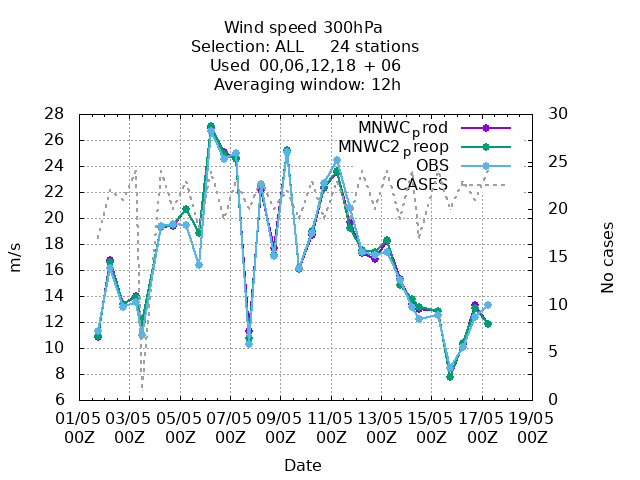 Wind speed 300hPa
Selection: ALL     24 stations
Used 00,06,12,18 + 06
Averaging window: 12h
MNWCprod
MNWC2preop
OBS
CASES
28
26
24
22
20
18
16
14
12
10
8
6
m/s
30
25
20
15
10
5
0
No cases
01/05 03/05 05/05 07/05 09/05 11/05 13/05 15/05 17/05 19/05
00Z 00Z 00Z 00Z 00Z 00Z 00Z 00Z 00Z 00Z
Date